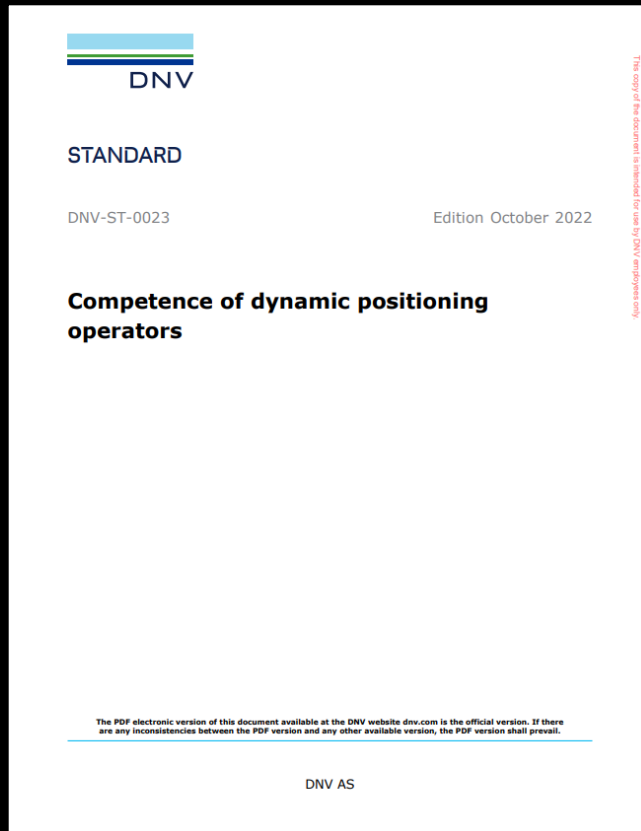 DNV
STANDARD
DNV-ST-0023
Edition October 2022
Competence of dynamic positioning
operators
The PDF electronic version of this document available at the DNV website dnv.com is the official version. If there
are any inconsistencies between the PDF version and any other available version, the PDF version shall prevail.
DNV AS
This copy of the document is intended for use by DNV employees only.